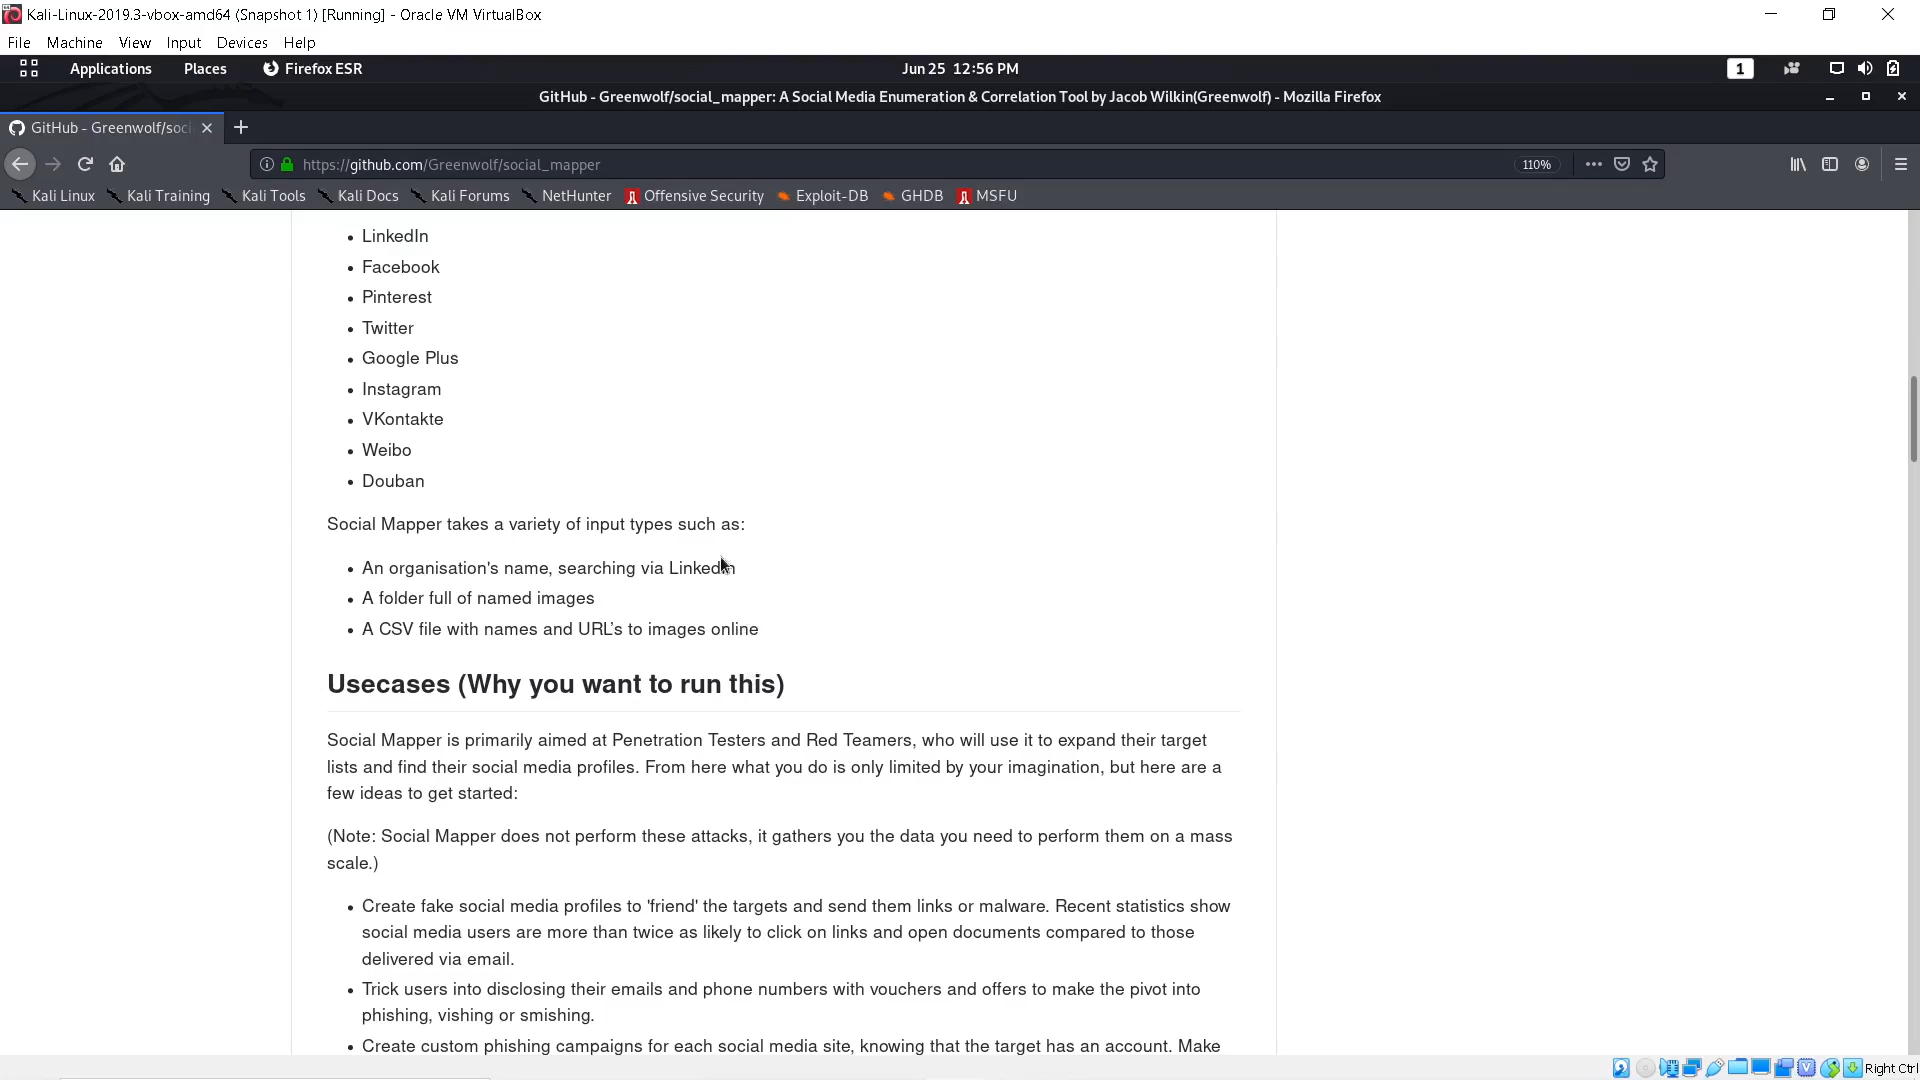 Kali-Linux-2019.3-vbox-amd64 (Snapshot 1) [Running] - Oracle VM VirtualBox
File Machine View Input Devices Help
Applications Places Firefox ESR Jun 25 12:56 PM 1
GitHub - Greenwolf/social_mapper: A Social Media Enumeration & Correlation Tool by Jacob Wilkin(Greenwolf) - Mozilla Firefox
GitHub - Greenwolf/soci
https://github.com/Greenwolf/social_mapper 110%
Kali Linux Kali Training Kali Tools Kali Docs Kali Forums NetHunter Offensive Security Exploit-DB GHDB MSFU
LinkedIn
Facebook
Pinterest
Twitter
Google Plus
Instagram
VKontakte
Weibo
Douban
Social Mapper takes a variety of input types such as:
An organisation's name, searching via LinkedIn
A folder full of named images
A CSV file with names and URL's to images online
Usecases (Why you want to run this)
Social Mapper is primarily aimed at Penetration Testers and Red Teamers, who will use it to expand their target
lists and find their social media profiles. From here what you do is only limited by your imagination, but here are a
few ideas to get started:
(Note: Social Mapper does not perform these attacks, it gathers you the data you need to perform them on a mass
scale.)
Create fake social media profiles to 'friend' the targets and send them links or malware. Recent statistics show
social media users are more than twice as likely to click on links and open documents compared to those
delivered via email.
Trick users into disclosing their emails and phone numbers with vouchers and offers to make the pivot into
phishing, vishing or smishing.
Create custom phishing campaigns for each social media site, knowing that the target has an account. Make
Right Ctrl